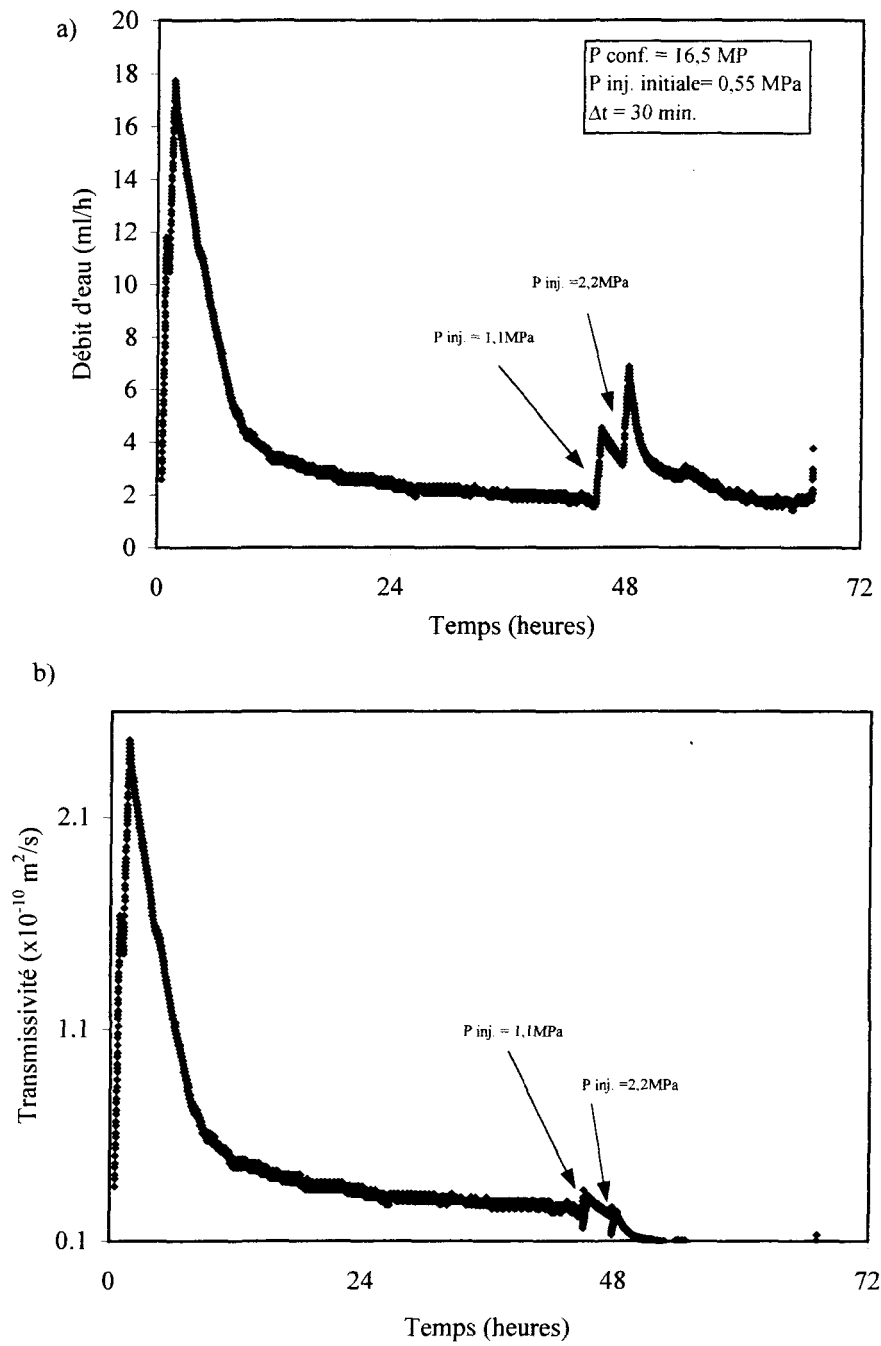 a)
20
18
16
14
12
10
8
6
4
2
0
Débit d'eau (ml/h)
P conf. = 16,5 MP
P inj. initiale= 0,55 MPa
Δt = 30 min.
P inj. =2,2MPa
P inj. = 1,1MPa
0 24 48 72
Temps (heures)
b)
2.1
1.1
0.1
Transmissivité (x10⁻¹⁰ m²/s)
P inj. = 1,1MPa
P inj. =2,2MPa
0 24 48 72
Temps (heures)